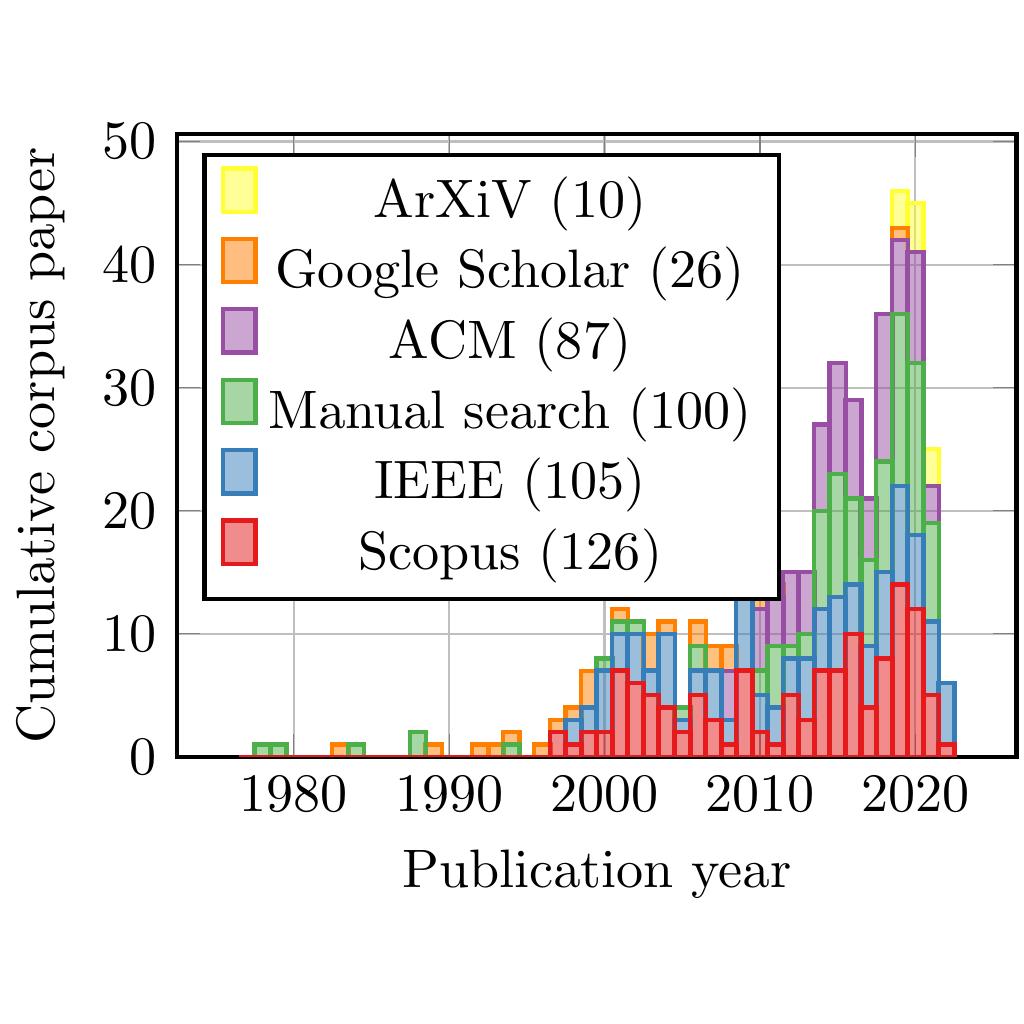 50
40
30
20
10
0
Cumulative corpus paper
ArXiV (10)
Google Scholar (26)
ACM (87)
Manual search (100)
IEEE (105)
Scopus (126)
1980 1990 2000 2010 2020
Publication year